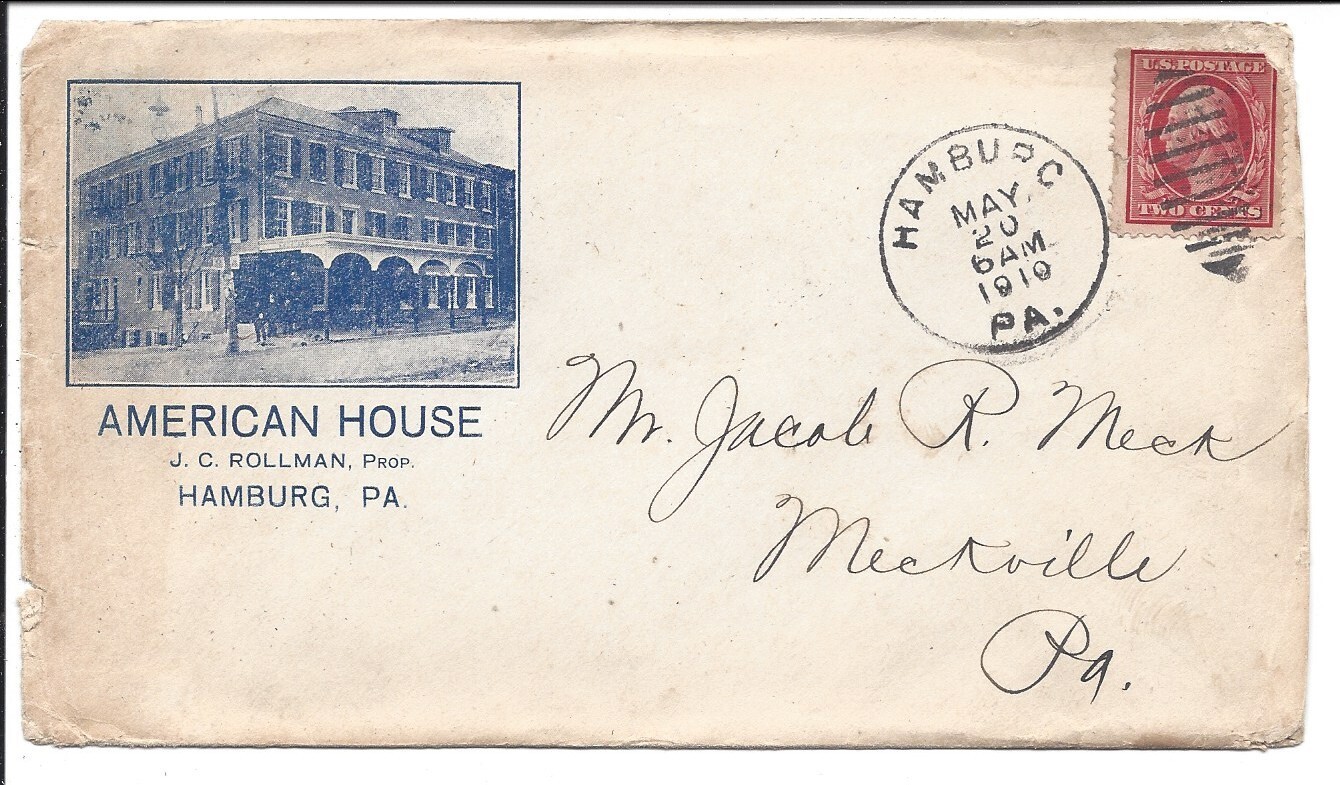 AMERICAN HOUSE
J. C. ROLLMAN, PROP.
HAMBURG, PA.
U.S. POSTAGE
TWO CENTS
HAMBURG
MAY
20
6 AM
1910
PA.
Mr. Jacob R. Meck
Meckville
Pa.